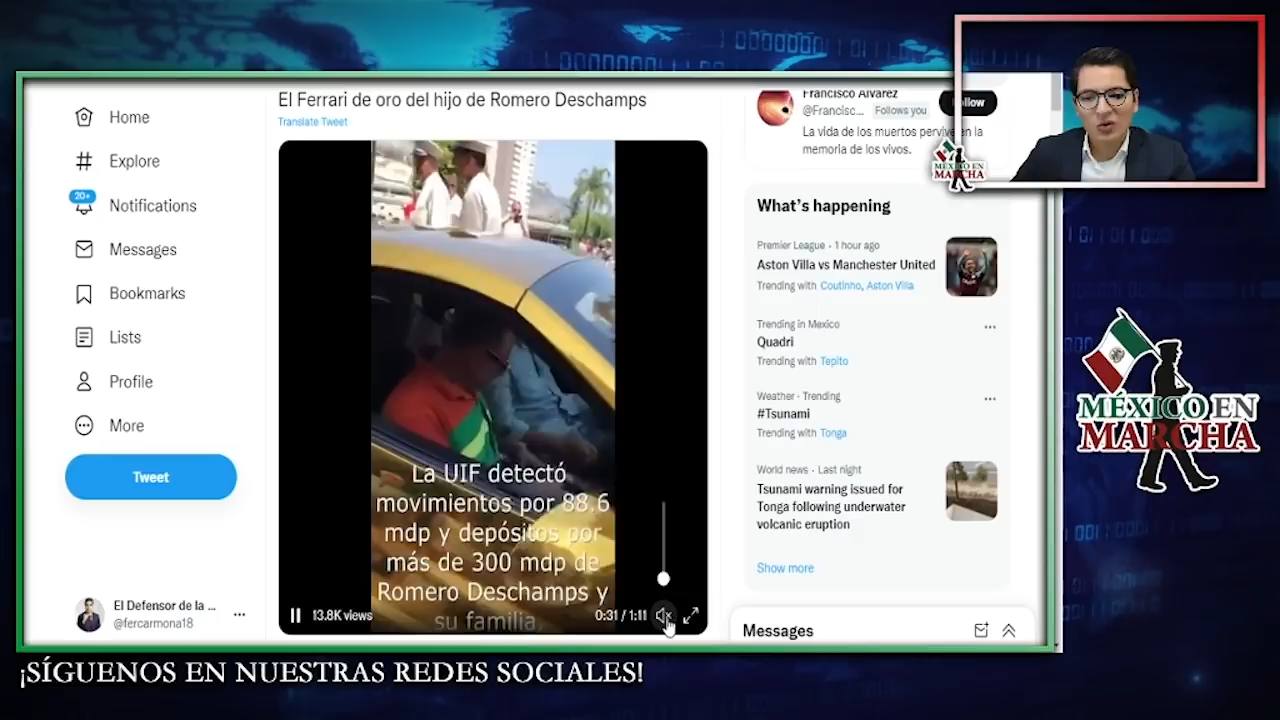 Home
Explore
20+
Notifications
Messages
Bookmarks
Lists
Profile
More
Tweet
El Defensor de la ...
@fercarmona18
El Ferrari de oro del hijo de Romero Deschamps
Translate Tweet
La UIF detectó
movimientos por 88.6
mdp y depósitos por
más de 300 mdp de
Romero Deschamps y
su familia,
13.8K views
0:31 / 1:11
Francisco Alvarez
@Francisc...
Follows you
Follow
La vida de los muertos pervive en la
memoria de los vivos.
MÉXICO EN
MARCHA
What's happening
Premier League · 1 hour ago
Aston Villa vs Manchester United
Trending with Coutinho, Aston Villa
Trending in Mexico
Quadri
Trending with Tepito
Weather · Trending
#Tsunami
Trending with Tonga
World news · Last night
Tsunami warning issued for
Tonga following underwater
volcanic eruption
Show more
Messages
MÉXICO EN
MARCHA
¡SÍGUENOS EN NUESTRAS REDES SOCIALES!